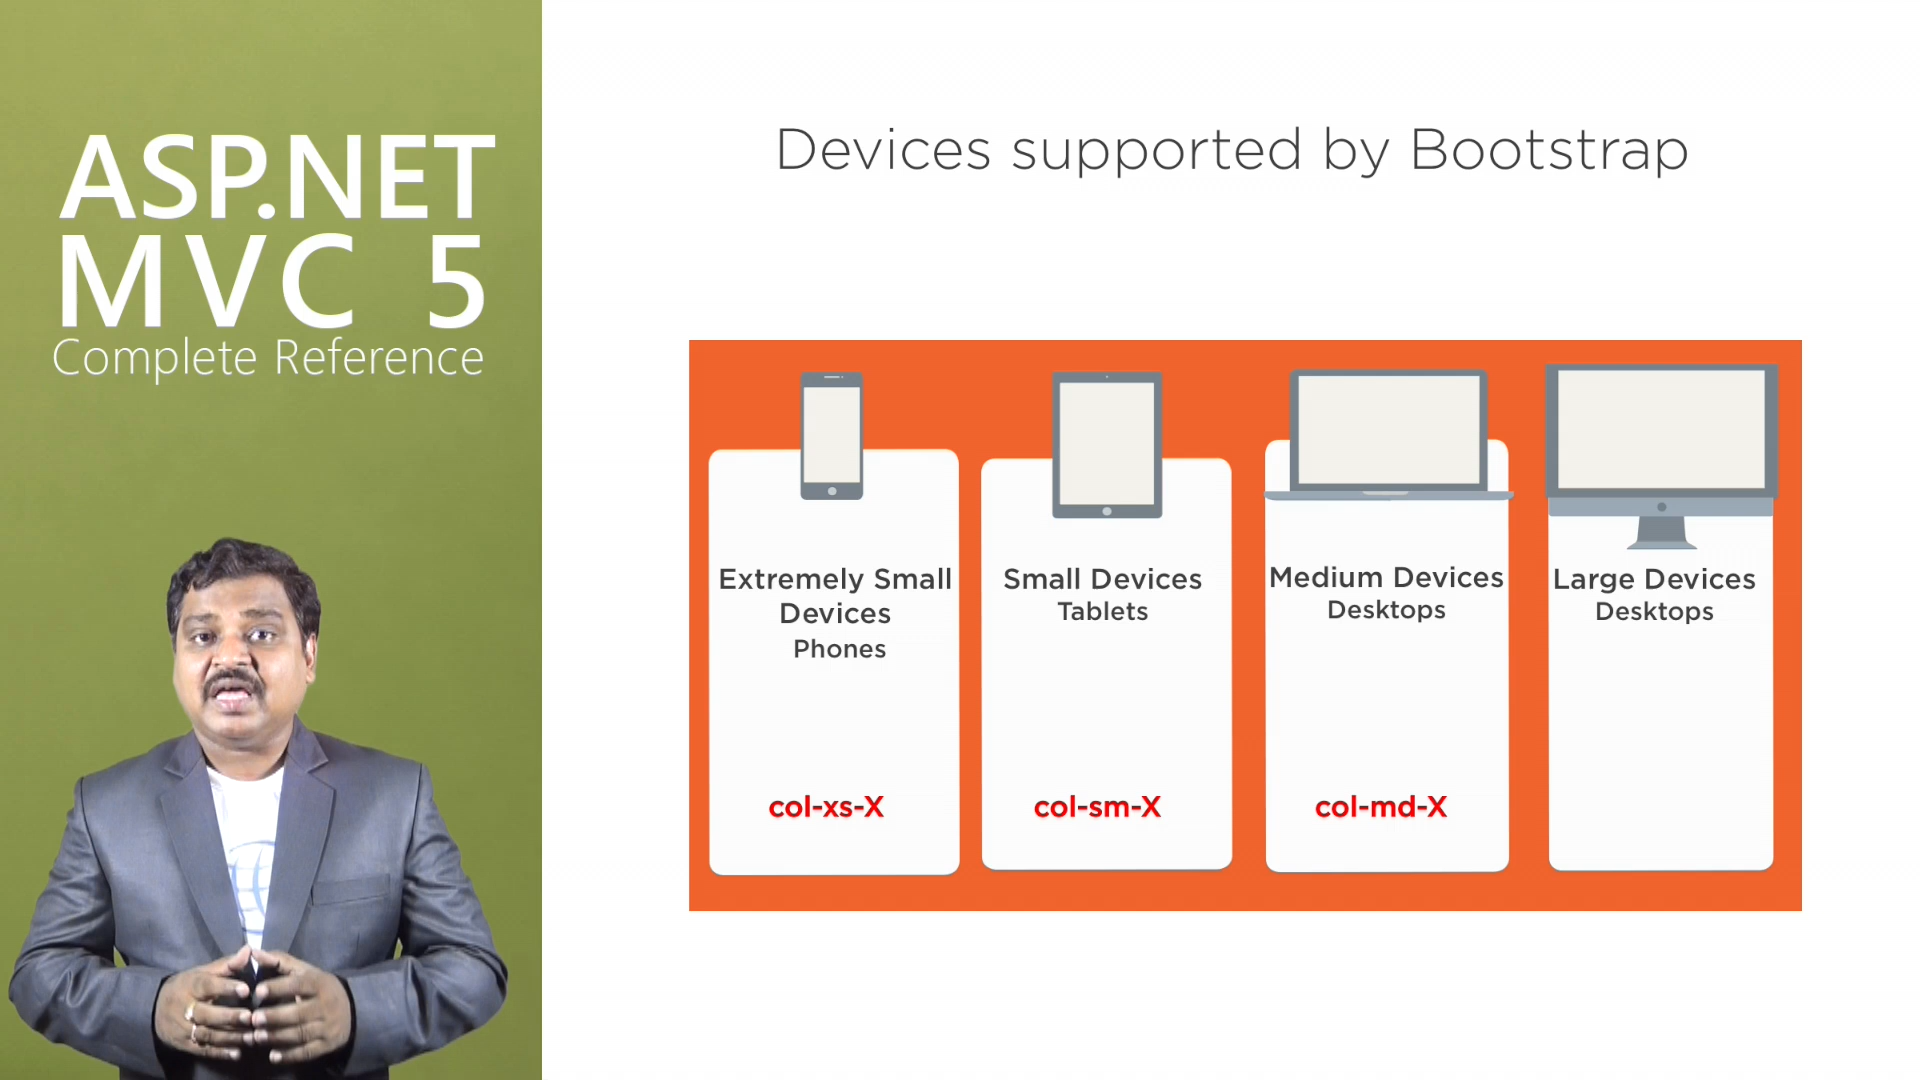 ASP.NET
MVC 5
Complete Reference
Devices supported by Bootstrap
Extremely Small
Devices
Phones
col-xs-X
Small Devices
Tablets
col-sm-X
Medium Devices
Desktops
col-md-X
Large Devices
Desktops